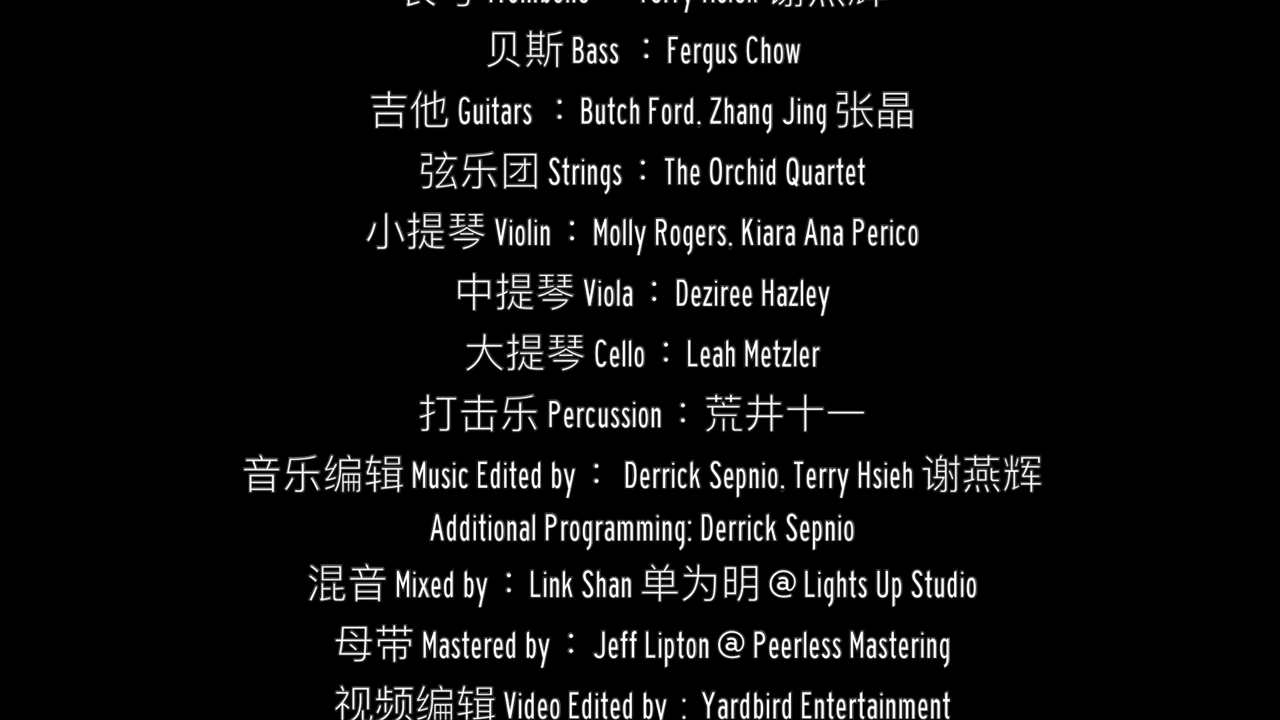 贝斯 Bass ： Fergus Chow
吉他 Guitars ： Butch Ford, Zhang Jing 张晶
弦乐团 Strings ： The Orchid Quartet
小提琴 Violin ： Molly Rogers, Kiara Ana Perico
中提琴 Viola ： Deziree Hazley
大提琴 Cello ： Leah Metzler
打击乐 Percussion ： 荒井十一
音乐编辑 Music Edited by ： Derrick Sepnio, Terry Hsieh 谢燕辉
Additional Programming: Derrick Sepnio
混音 Mixed by ： Link Shan 单为明 @ Lights Up Studio
母带 Mastered by ： Jeff Lipton @ Peerless Mastering
视频编辑 Video Edited by ： Yardbird Entertainment